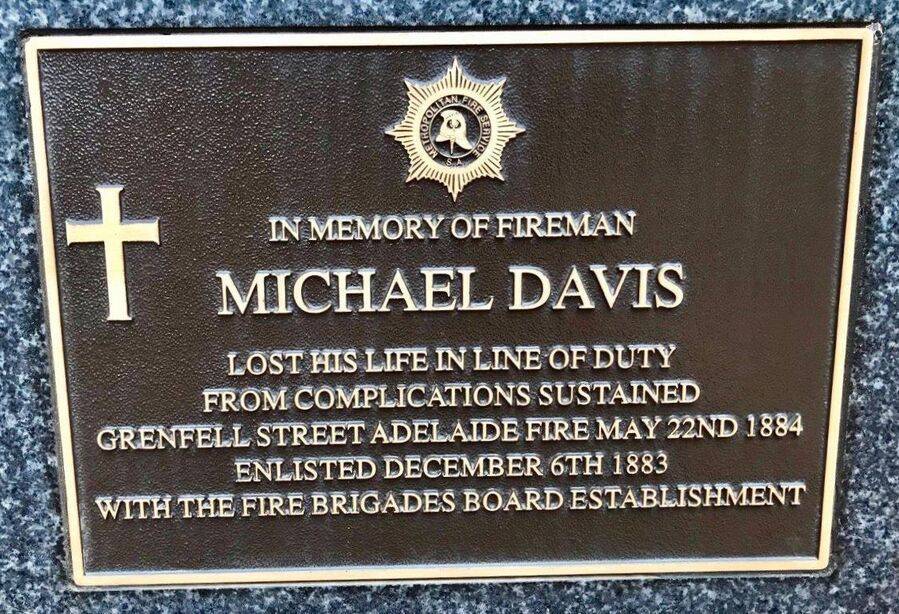 METROPOLITAN FIRE SERVICE
S.A.
IN MEMORY OF FIREMAN
MICHAEL DAVIS
LOST HIS LIFE IN LINE OF DUTY
FROM COMPLICATIONS SUSTAINED
GRENFELL STREET ADELAIDE FIRE MAY 22ND 1884
ENLISTED DECEMBER 6TH 1883
WITH THE FIRE BRIGADES BOARD ESTABLISHMENT